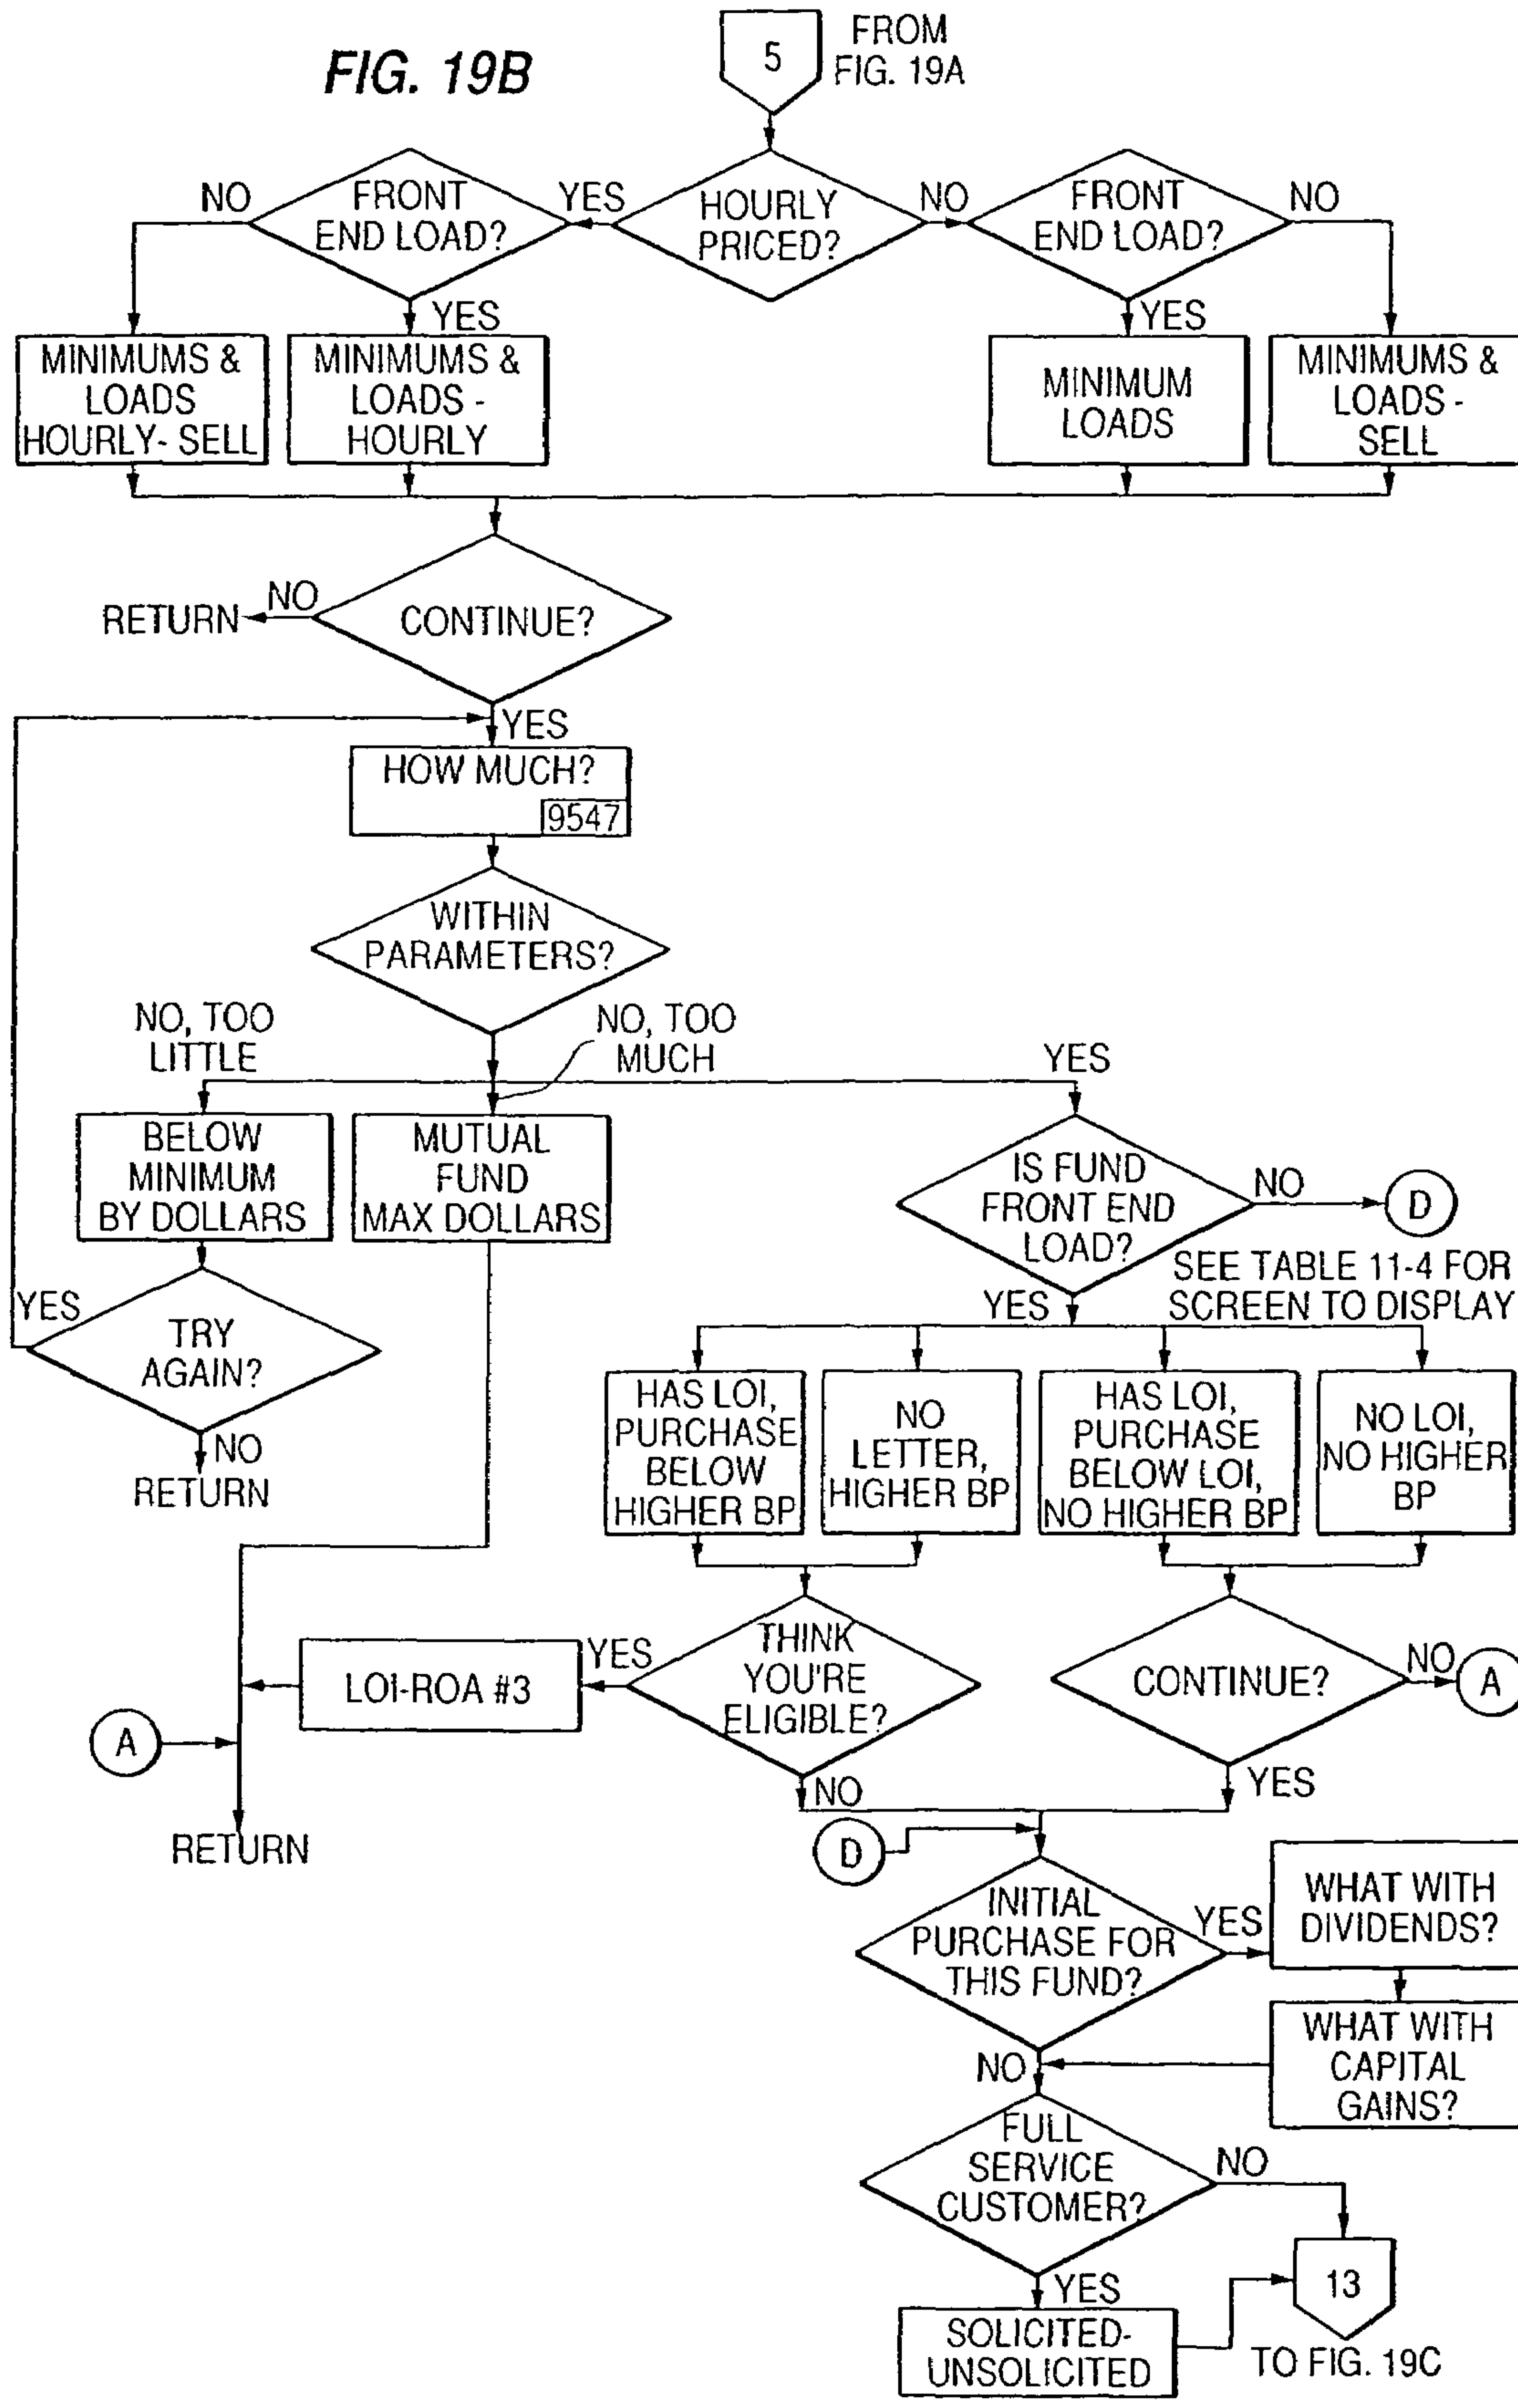 FIG. 19B
5
FROM
FIG. 19A
NO
FRONT
END LOAD?
YES
HOURLY
PRICED?
NO
FRONT
END LOAD?
NO
YES
YES
MINIMUMS &
LOADS
HOURLY- SELL
MINIMUMS &
LOADS -
HOURLY
MINIMUM
LOADS
MINIMUMS &
LOADS -
SELL
RETURN
NO
CONTINUE?
YES
HOW MUCH?
9547
WITHIN
PARAMETERS?
NO, TOO
LITTLE
NO, TOO
MUCH
YES
BELOW
MINIMUM
BY DOLLARS
MUTUAL
FUND
MAX DOLLARS
IS FUND
FRONT END
LOAD?
NO
D
SEE TABLE 11-4 FOR
SCREEN TO DISPLAY
YES
YES
TRY
AGAIN?
NO
RETURN
HAS LOI,
PURCHASE
BELOW
HIGHER BP
NO
LETTER,
HIGHER BP
HAS LOI,
PURCHASE
BELOW LOI,
NO HIGHER BP
NO LOI,
NO HIGHER
BP
LOI-ROA #3
YES
THINK
YOU'RE
ELIGIBLE?
CONTINUE?
NO
A
A
NO
YES
RETURN
D
INITIAL
PURCHASE FOR
THIS FUND?
YES
WHAT WITH
DIVIDENDS?
WHAT WITH
CAPITAL
GAINS?
NO
FULL
SERVICE
CUSTOMER?
NO
YES
13
SOLICITED-
UNSOLICITED
TO FIG. 19C